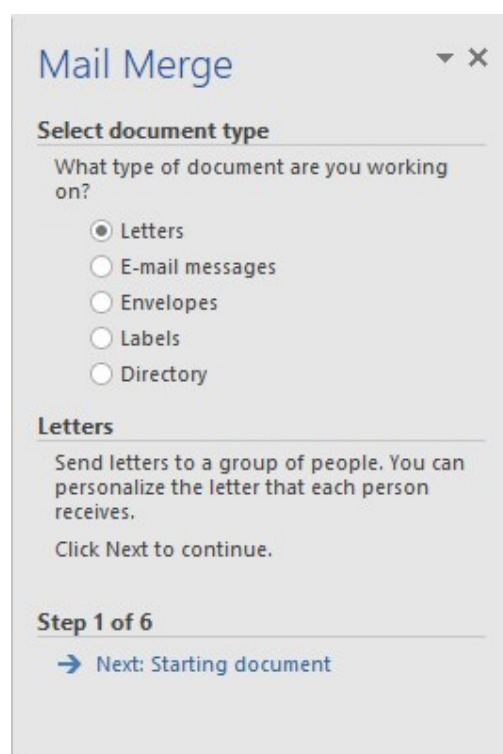 Mail Merge
Select document type
What type of document are you working
on?
Letters
E-mail messages
Envelopes
Labels
Directory
Letters
Send letters to a group of people. You can
personalize the letter that each person
receives.
Click Next to continue.
Step 1 of 6
Next: Starting document